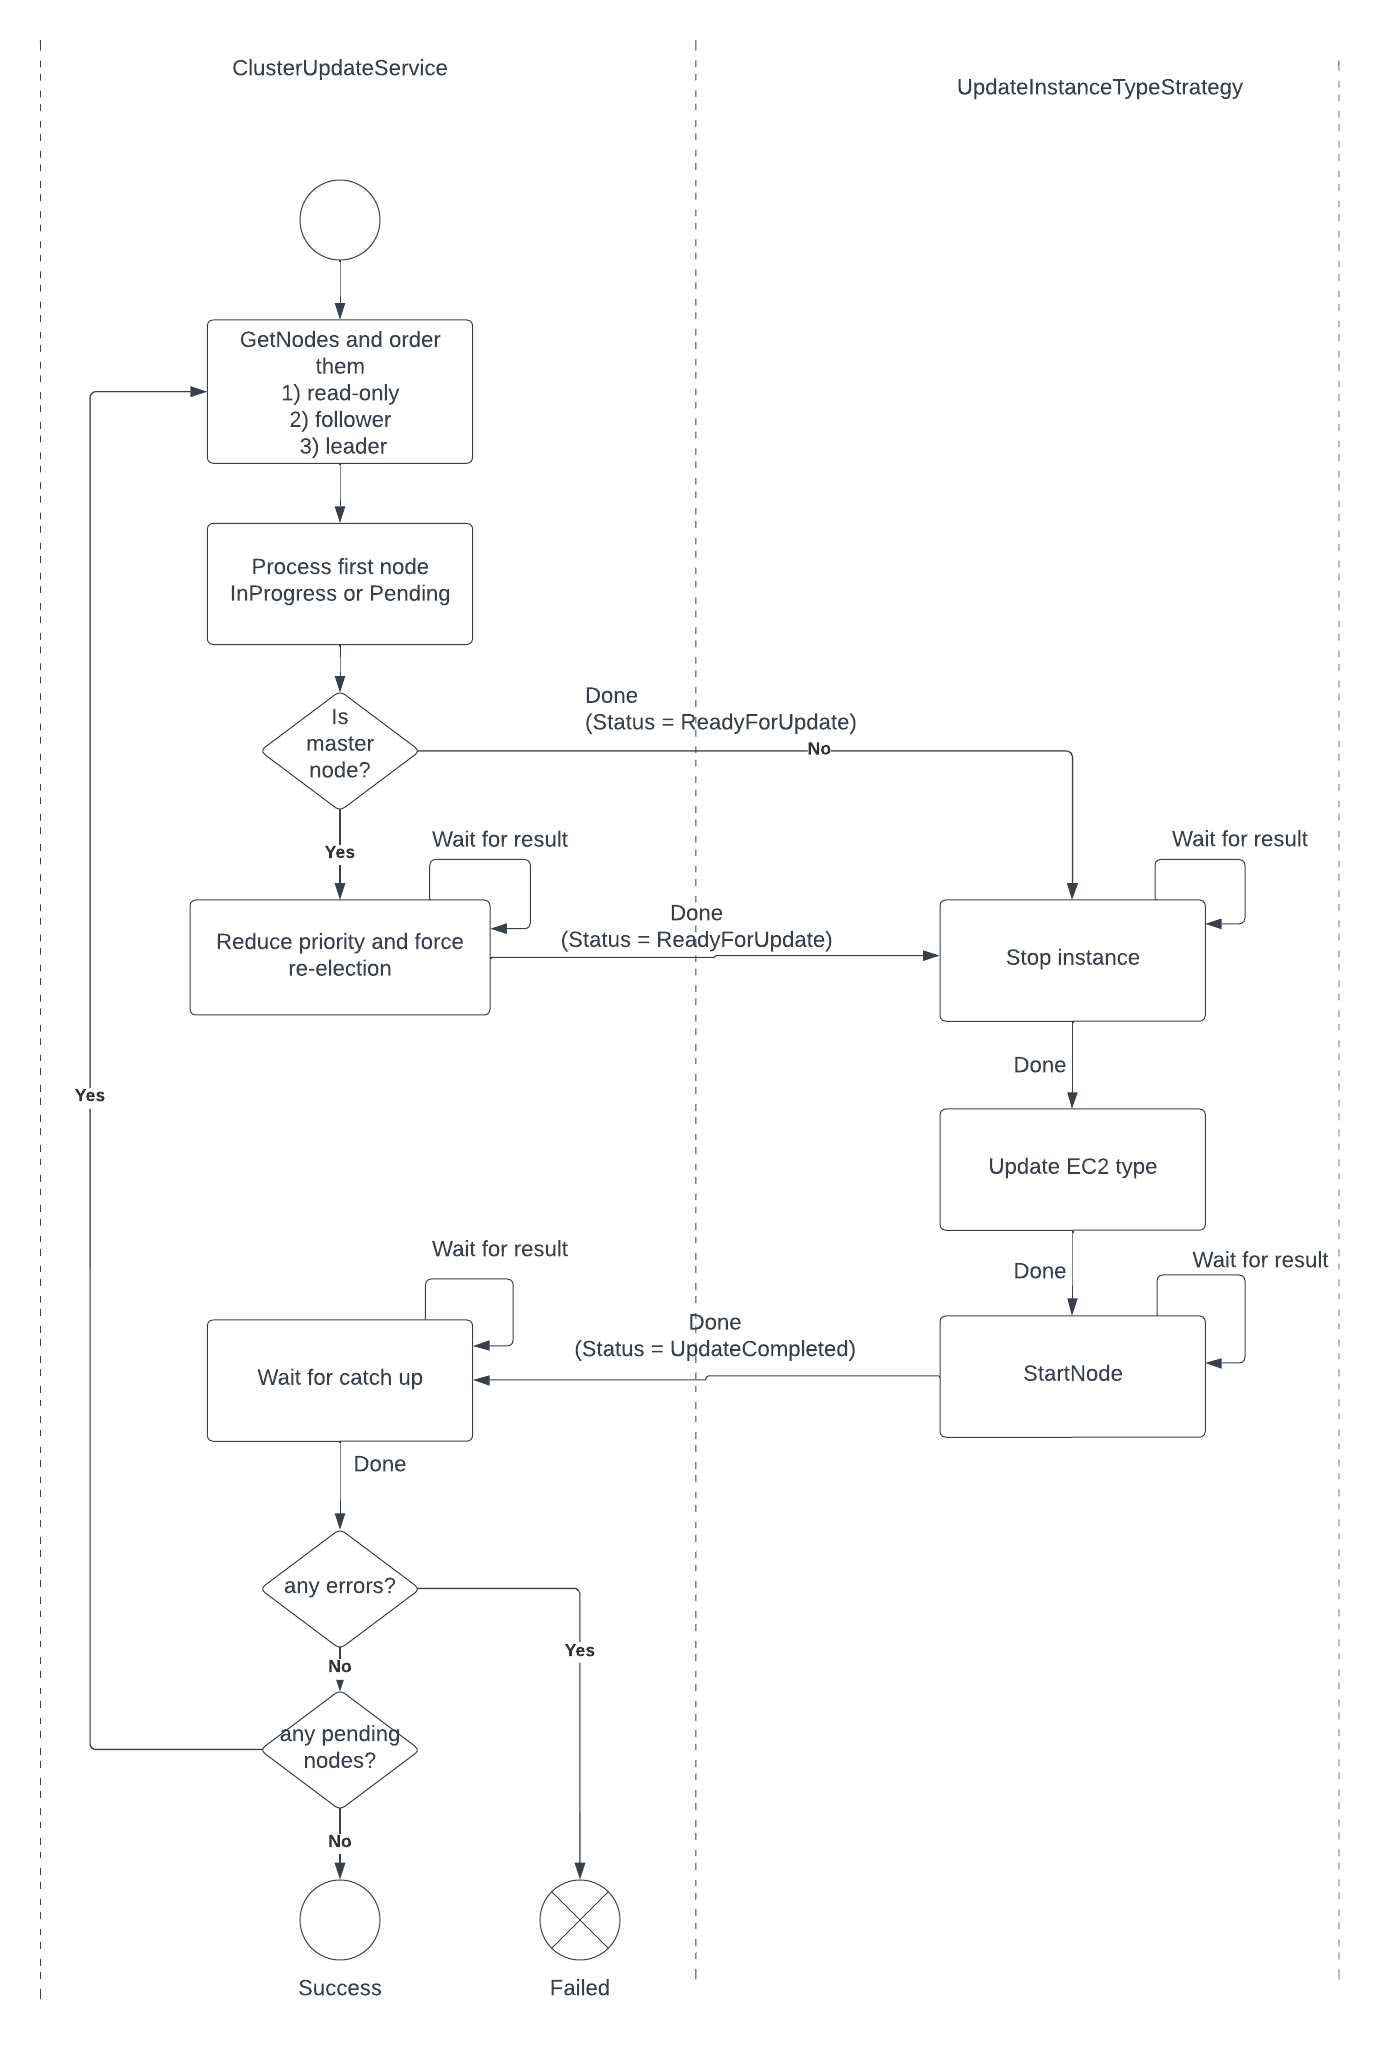 ClusterUpdateService
UpdateInstanceTypeStrategy
GetNodes and order
them
1) read-only
2) follower
3) leader
Process first node
InProgress or Pending
Is
master
node?
Done
(Status = ReadyForUpdate)
No
Yes
Wait for result
Wait for result
Reduce priority and force
re-election
Done
(Status = ReadyForUpdate)
Stop instance
Done
Yes
Update EC2 type
Done
Wait for result
Wait for result
Wait for catch up
Done
(Status = UpdateCompleted)
StartNode
Done
any errors?
Yes
No
any pending
nodes?
No
Success
Failed